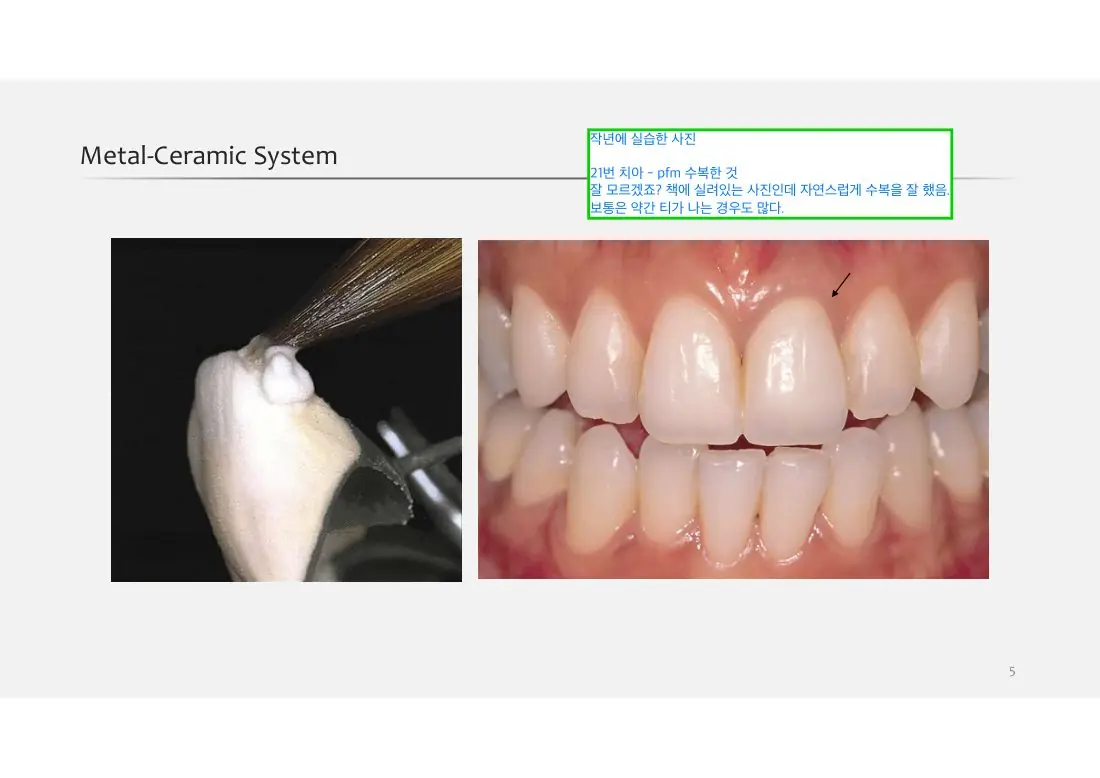 Metal-Ceramic System
작년에 실습한 사진
21번 치아 - pfm 수복한 것
잘 모르겠죠? 책에 실려있는 사진인데 자연스럽게 수복을 잘 했음.
보통은 약간 티가 나는 경우도 많다.
5